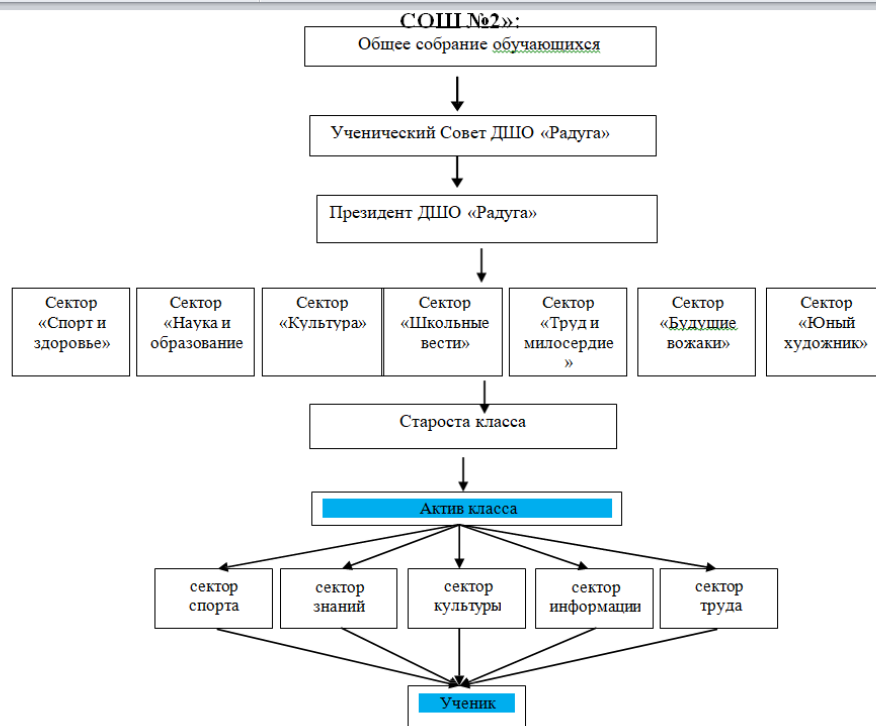 СОШ №2»:
Общее собрание обучающихся
Ученический Совет ДШО «Радуга»
Президент ДШО «Радуга»
Сектор
«Спорт и
здоровье»
Сектор
«Наука и
образование
Сектор
«Культура»
Сектор
«Школьные
вести»
Сектор
«Труд и
милосердие
»
Сектор
«Будущие
вожаки»
Сектор
«Юный
художник»
Староста класса
Актив класса
сектор
спорта
сектор
знаний
сектор
культуры
сектор
информации
сектор
труда
Ученик